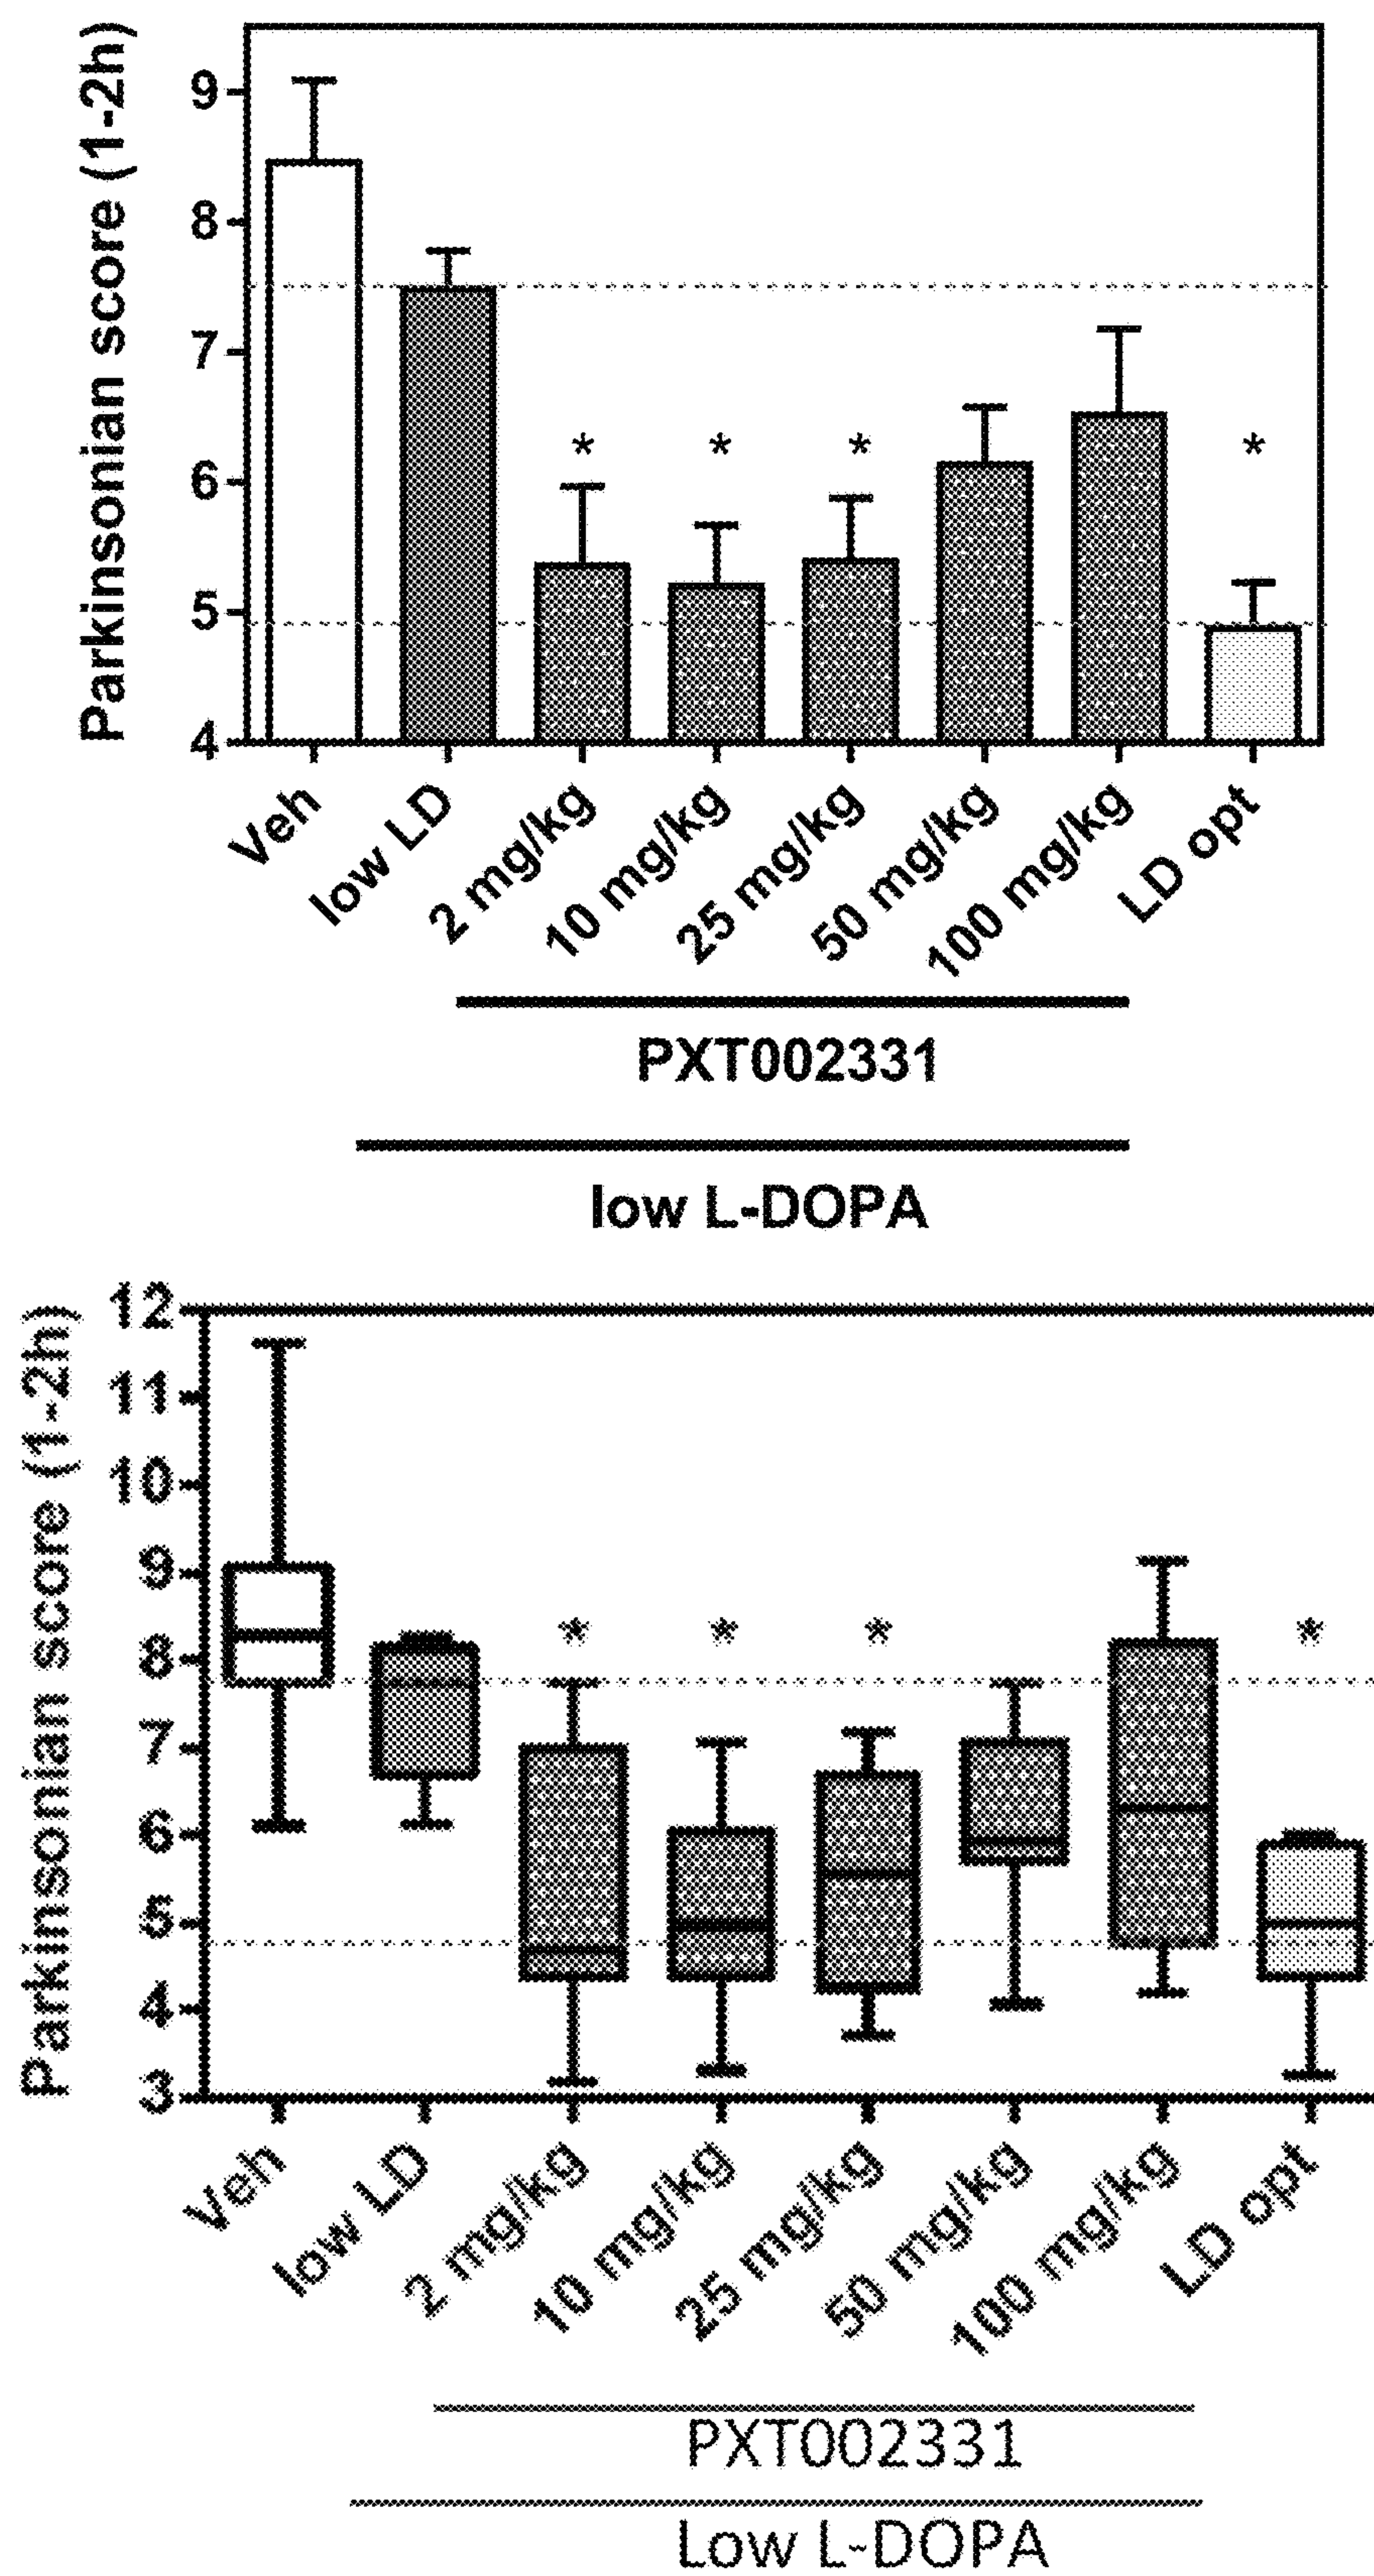 Parkinsonian score (1-2h)
9
8
7
6
5
4
* * * *
Veh
low LD
2 mg/kg
10 mg/kg
25 mg/kg
50 mg/kg
100 mg/kg
LD opt
PXT002331
low L-DOPA
Parkinsonian score (1-2h)
12
11
10
9
8
7
6
5
4
3
* * * *
Veh
low LD
2 mg/kg
10 mg/kg
25 mg/kg
50 mg/kg
100 mg/kg
LD opt
PXT002331
Low L-DOPA